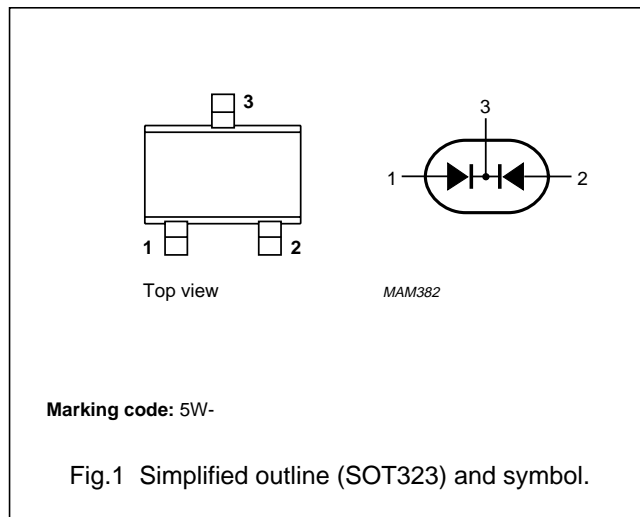 3
1 2
Top view
3
1 2
MAM382
Marking code: 5W-
Fig.1 Simplified outline (SOT323) and symbol.